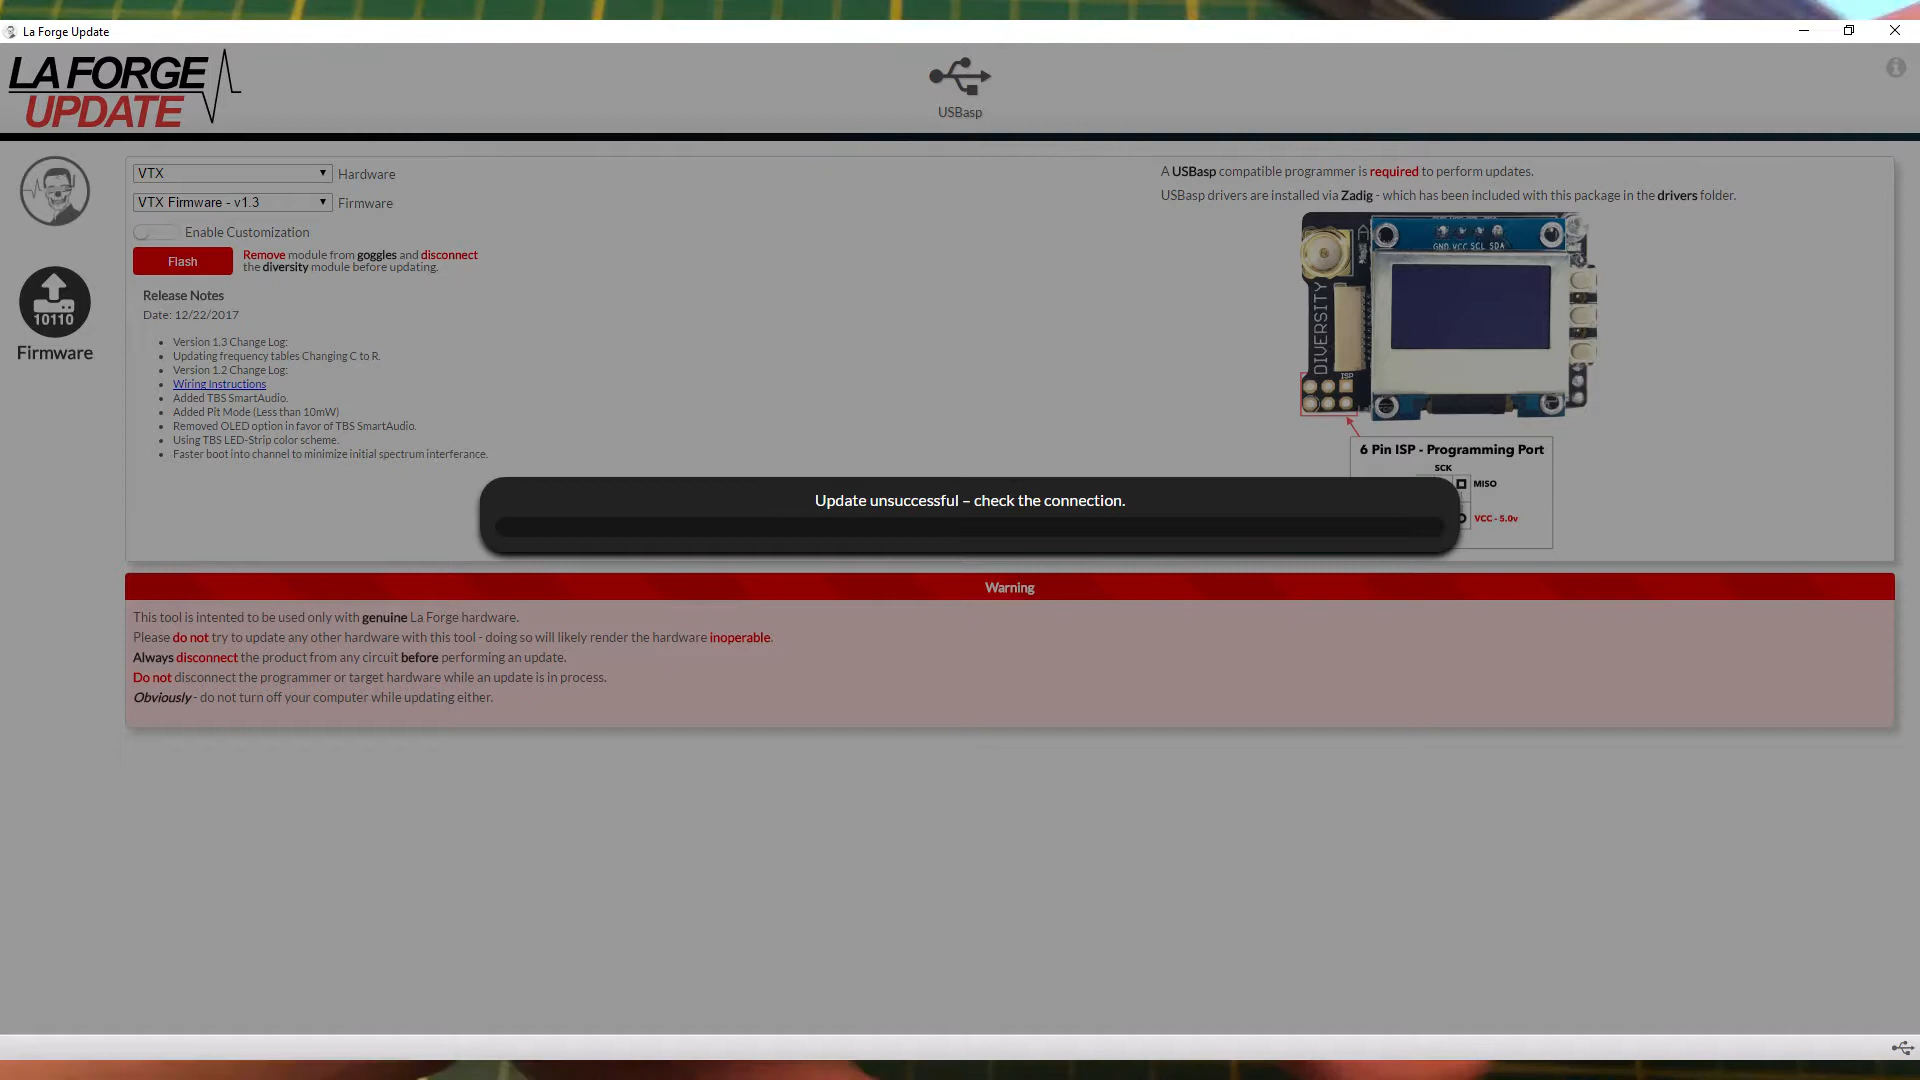 La Forge Update
LA FORGE
UPDATE
USBasp
VTX
Hardware
VTX Firmware - v1.3
Firmware
Enable Customization
Flash
Remove module from goggles and disconnect
the diversity module before updating.
Release Notes
Date: 12/22/2017
Version 1.3 Change Log:
Updating frequency tables Changing C to R.
Version 1.2 Change Log:
Wiring Instructions
Added TBS SmartAudio.
Added Pit Mode (Less than 10mW)
Removed OLED option in favor of TBS SmartAudio.
Using TBS LED-Strip color scheme.
Faster boot into channel to minimize initial spectrum interferance.
10110
Firmware
A USBasp compatible programmer is required to perform updates.
USBasp drivers are installed via Zadig - which has been included with this package in the drivers folder.
GND VCC SCL SDA
A
DIVERSITY
ISP
6 Pin ISP - Programming Port
SCK
MISO
VCC - 5.0v
Update unsuccessful – check the connection.
Warning
This tool is intented to be used only with genuine La Forge hardware.
Please do not try to update any other hardware with this tool - doing so will likely render the hardware inoperable.
Always disconnect the product from any circuit before performing an update.
Do not disconnect the programmer or target hardware while an update is in process.
Obviously - do not turn off your computer while updating either.